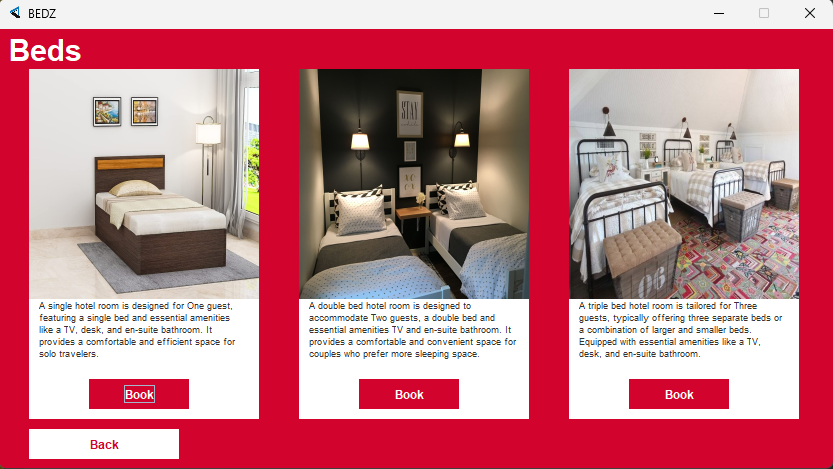 BEDZ
Beds
STAY
06
A single hotel room is designed for One guest,
featuring a single bed and essential amenities
like a TV, desk, and en-suite bathroom. It
provides a comfortable and efficient space for
solo travelers.
Book
A double bed hotel room is designed to
accommodate Two guests, a double bed and
essential amenities TV and en-suite bathroom. It
provides a comfortable and convenient space for
couples who prefer more sleeping space.
Book
A triple bed hotel room is tailored for Three
guests, typically offering three separate beds or
a combination of larger and smaller beds.
Equipped with essential amenities like a TV,
desk, and en-suite bathroom.
Book
Back